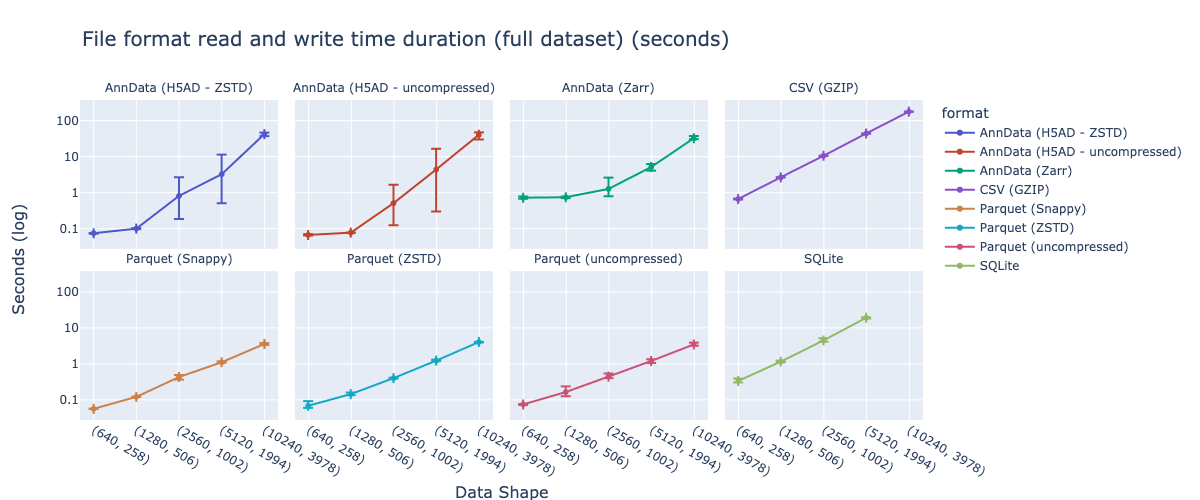 File format read and write time duration (full dataset) (seconds)
AnnData (H5AD - ZSTD)
AnnData (H5AD - uncompressed)
AnnData (Zarr)
CSV (GZIP)
100
10
1
0.1
Parquet (Snappy)
Parquet (ZSTD)
Parquet (uncompressed)
SQLite
100
10
1
0.1
Seconds (log)
(640, 258)
(1280, 506)
(2560, 1002)
(5120, 1994)
(10240, 3978)
(640, 258)
(1280, 506)
(2560, 1002)
(5120, 1994)
(10240, 3978)
(640, 258)
(1280, 506)
(2560, 1002)
(5120, 1994)
(10240, 3978)
(640, 258)
(1280, 506)
(2560, 1002)
(5120, 1994)
(10240, 3978)
Data Shape
format
AnnData (H5AD - ZSTD)
AnnData (H5AD - uncompressed)
AnnData (Zarr)
CSV (GZIP)
Parquet (Snappy)
Parquet (ZSTD)
Parquet (uncompressed)
SQLite